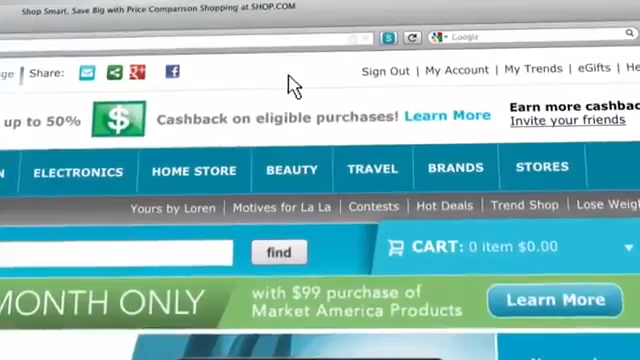 Shop Smart, Save Big with Price Comparison Shopping at SHOP.COM
S Google
Share: Sign Out | My Account | My Trends | eGifts |
up to 50% $ Cashback on eligible purchases! Learn More
Earn more
Invite your friends
ELECTRONICS HOME STORE BEAUTY TRAVEL BRANDS STORES
Yours by Loren | Motives for La La | Contests | Hot Deals | Trend Shop | Lose
find CART: 0 item $0.00
MONTH ONLY with $99 purchase of
Market America Products Learn More